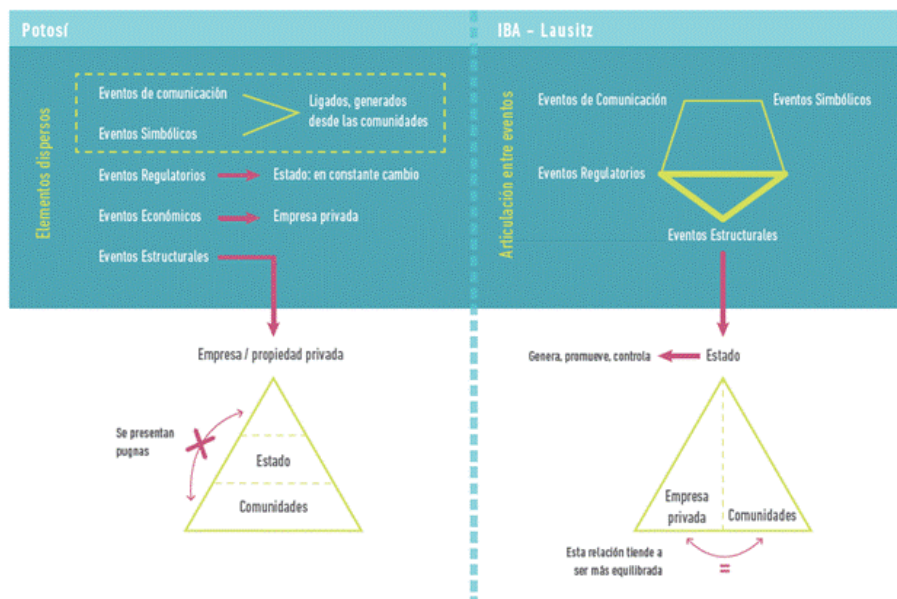 Potosí
Elementos dispersos
Eventos de comunicación
Eventos Simbólicos
Ligados, generados
desde las comunidades
Eventos Regulatorios
Estado: en constante cambio
Eventos Económicos
Empresa privada
Eventos Estructurales
Empresa / propiedad privada
Se presentan
pugnas
Estado
Comunidades
IBA - Lausitz
Articulación entre eventos
Eventos de Comunicación
Eventos Simbólicos
Eventos Regulatorios
Eventos Estructurales
Genera, promueve, controla
Estado
Empresa
privada
Comunidades
Esta relación tiende a
ser más equilibrada
=